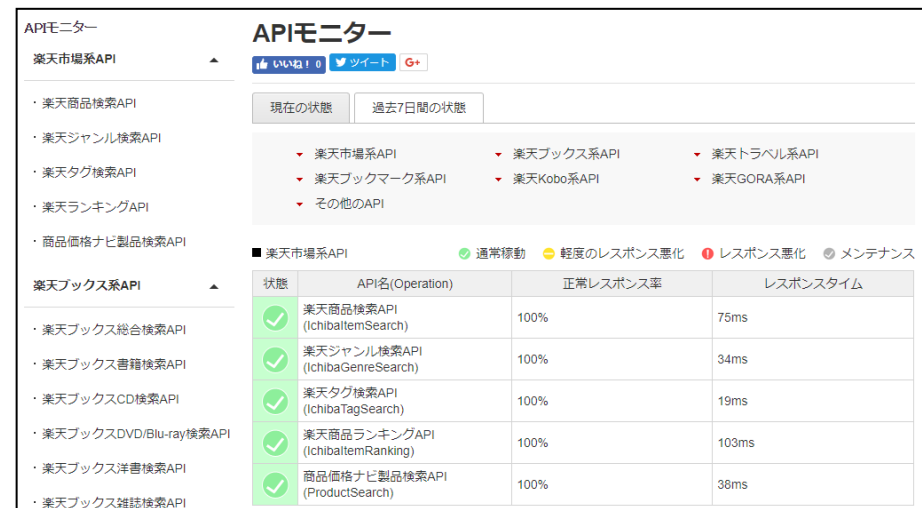 APIモニター
楽天市場系API
・楽天商品検索API
・楽天ジャンル検索API
・楽天タグ検索API
・楽天ランキングAPI
・商品価格ナビ製品検索API
楽天ブックス系API
・楽天ブックス総合検索API
・楽天ブックス書籍検索API
・楽天ブックスCD検索API
・楽天ブックスDVD/Blu-ray検索API
・楽天ブックス洋書検索API
・楽天ブックス雑誌検索API
APIモニター
いいね！ 0 ツイート G+
現在の状態 過去7日間の状態
楽天市場系API 楽天ブックス系API 楽天トラベル系API
楽天ブックマーク系API 楽天Kobo系API 楽天GORA系API
その他のAPI
■ 楽天市場系API 通常稼動 軽度のレスポンス悪化 レスポンス悪化 メンテナンス
状態 API名(Operation) 正常レスポンス率 レスポンスタイム
楽天商品検索API
(IchibaItemSearch) 100% 75ms
楽天ジャンル検索API
(IchibaGenreSearch) 100% 34ms
楽天タグ検索API
(IchibaTagSearch) 100% 19ms
楽天商品ランキングAPI
(IchibaItemRanking) 100% 103ms
商品価格ナビ製品検索API
(ProductSearch) 100% 38ms